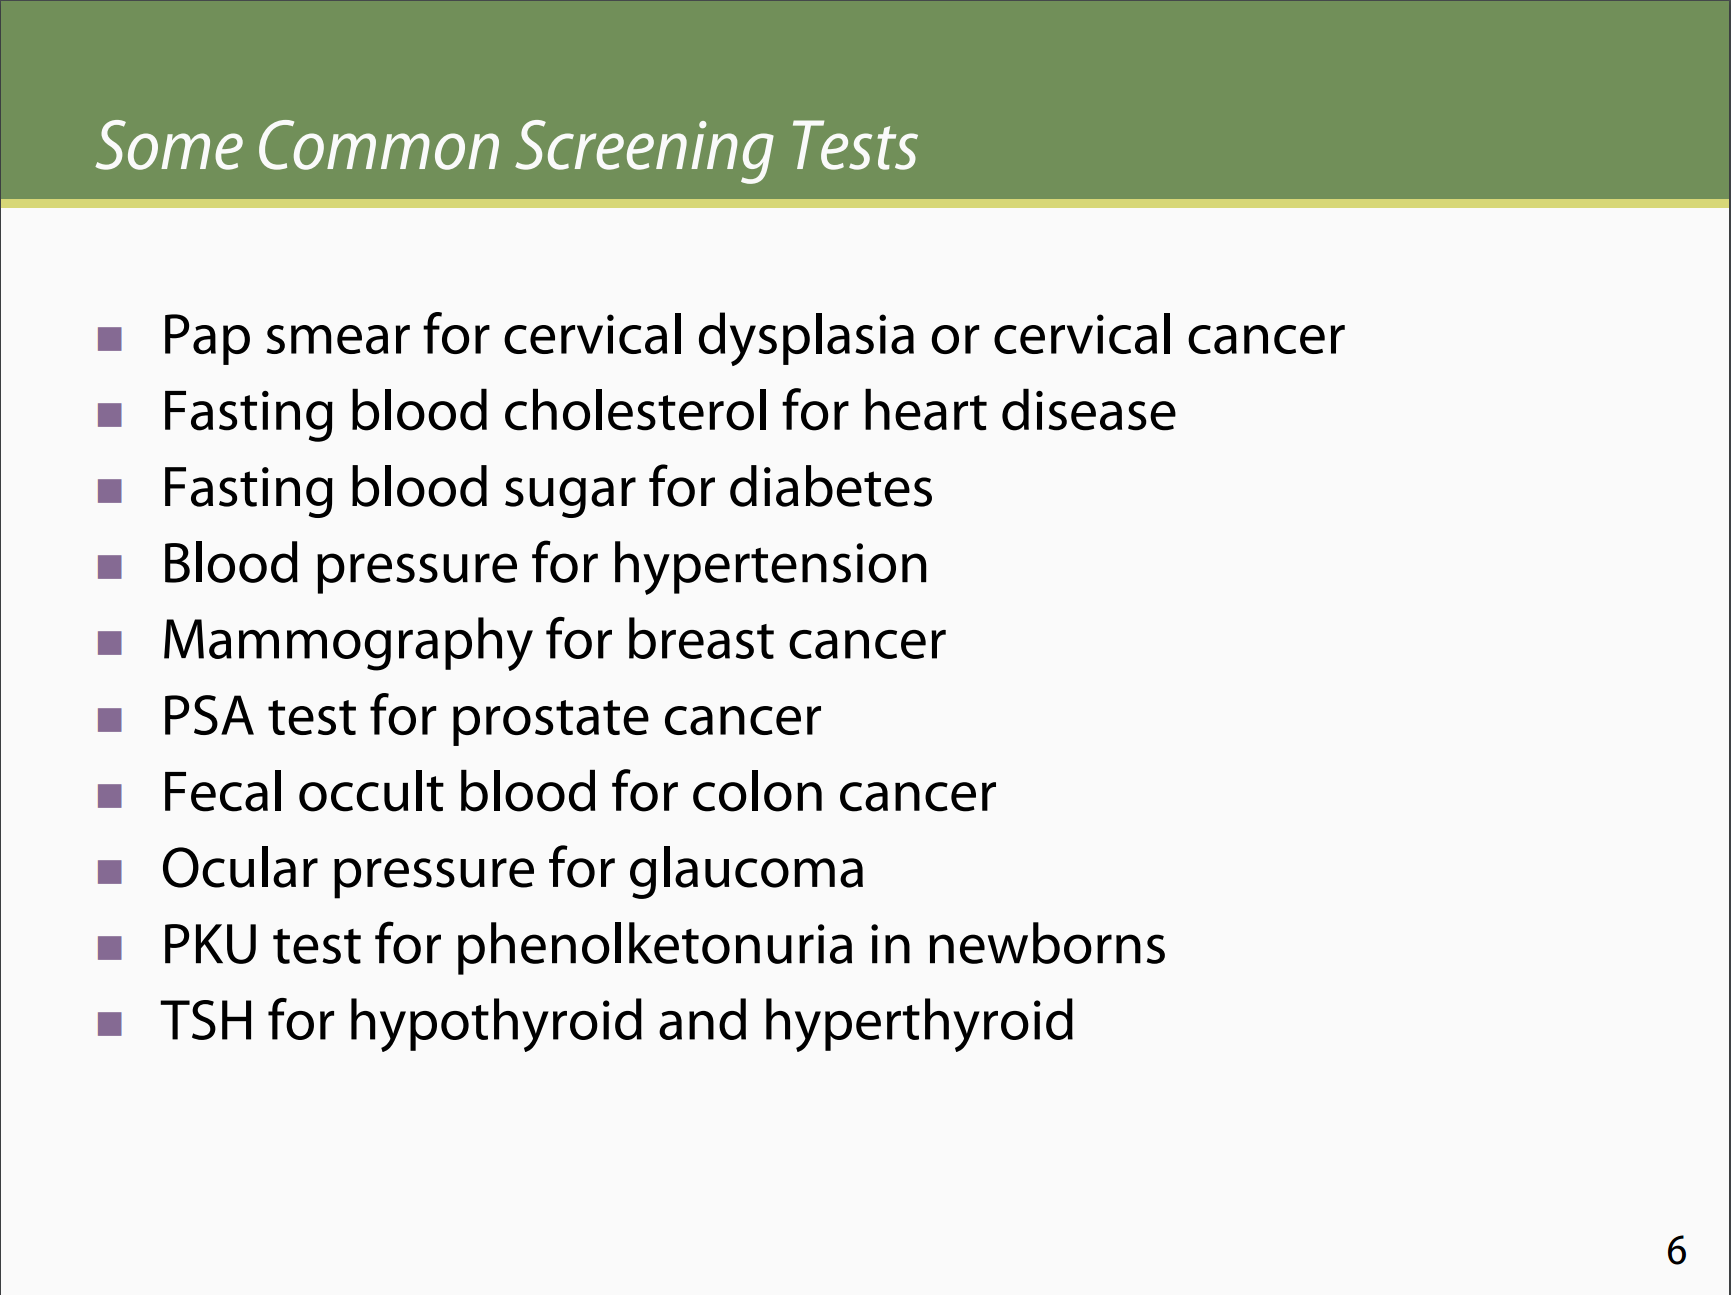 Some Common Screening Tests
Pap smear for cervical dysplasia or cervical cancer
Fasting blood cholesterol for heart disease
Fasting blood sugar for diabetes
Blood pressure for hypertension
Mammography for breast cancer
PSA test for prostate cancer
Fecal occult blood for colon cancer
Ocular pressure for glaucoma
PKU test for phenolketonuria in newborns
TSH for hypothyroid and hyperthyroid
6